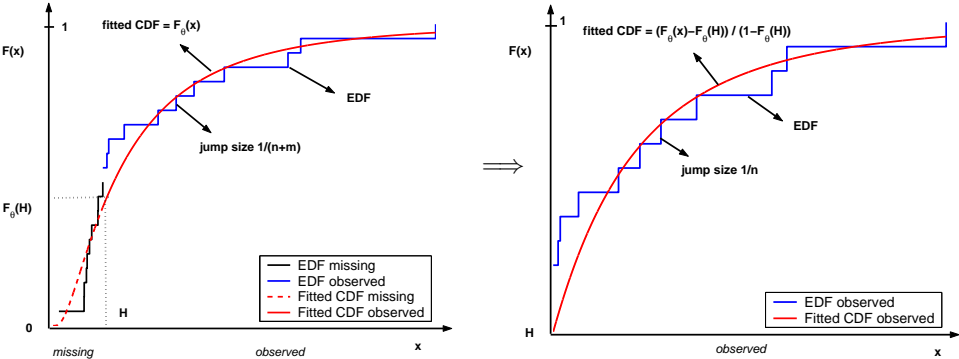 1
fitted CDF = Fθ(x)
F(x)
EDF
jump size 1/(n+m)
Fθ(H)
EDF missing
EDF observed
Fitted CDF missing
Fitted CDF observed
H
0
missing
observed
x
⟹
1
fitted CDF = (Fθ(x)−Fθ(H)) / (1−Fθ(H))
F(x)
EDF
jump size 1/n
EDF observed
Fitted CDF observed
H
observed
x